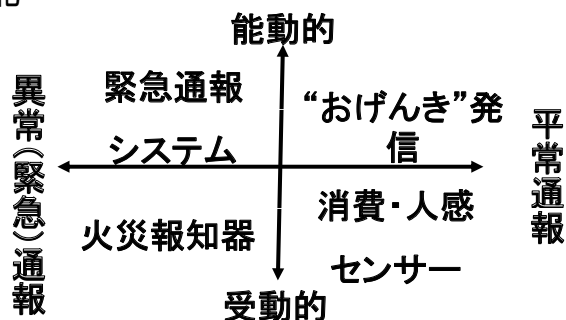 化
能動的
異常(緊急)通報
緊急通報
システム
“おげんき”発
信
平常通報
火災報知器
消費・人感
センサー
受動的